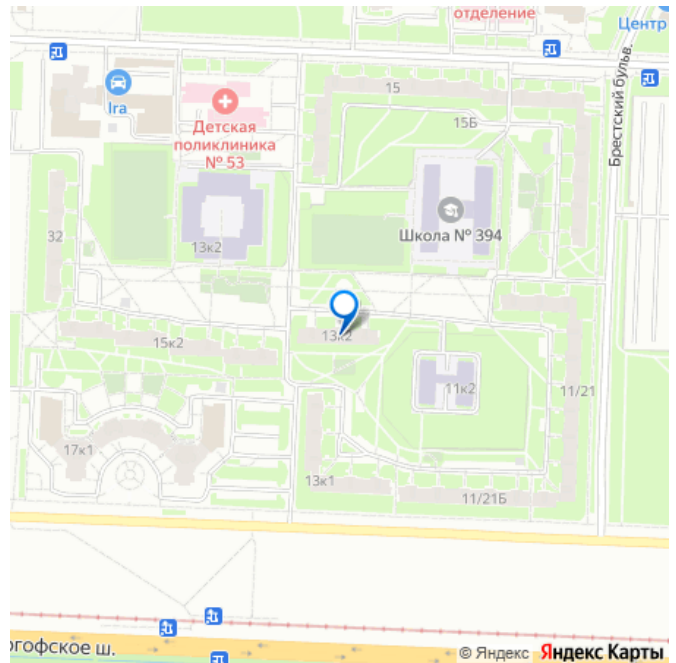 отделение
Центр
Брестский бульв.
15
Ira
Детская
поликлиника
№ 53
15Б
Школа № 394
32
13к2
13к2
15к2
11к2
11/21
17к1
13к1
11/21Б
огофское ш.
© Яндекс Яндекс Карты